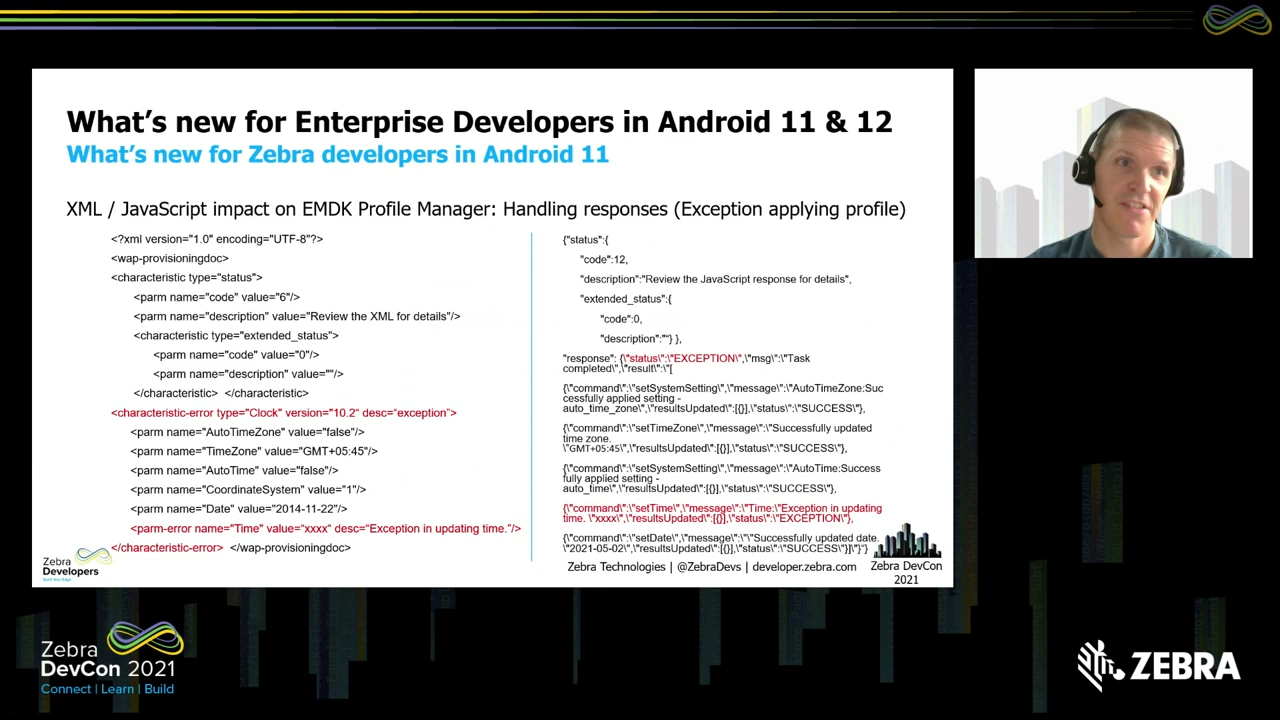 What's new for Enterprise Developers in Android 11 & 12
What's new for Zebra developers in Android 11
XML / JavaScript impact on EMDK Profile Manager: Handling responses (Exception applying profile)
<?xml version="1.0" encoding="UTF-8"?>
<wap-provisioningdoc>
<characteristic type="status">
<parm name="code" value="6"/>
<parm name="description" value="Review the XML for details"/>
<characteristic type="extended_status">
<parm name="code" value="0"/>
<parm name="description" value=""/>
</characteristic> </characteristic>
<characteristic-error type="Clock" version="10.2" desc="exception">
<parm name="AutoTimeZone" value="false"/>
<parm name="TimeZone" value="GMT+05:45"/>
<parm name="AutoTime" value="false"/>
<parm name="CoordinateSystem" value="1"/>
<parm name="Date" value="2014-11-22"/>
<parm-error name="Time" value="xxxx" desc="Exception in updating time."/>
</characteristic-error> </wap-provisioningdoc>
{"status":{
"code":12,
"description":"Review the JavaScript response for details",
"extended_status":{
"code":0,
"description":""} },
"response": {\"status\":\"EXCEPTION\",\"msg\":\"Task
completed\",\"result\":\"[
{\"command\":\"setSystemSetting\",\"message\":\"AutoTimeZone:Suc
cessfully applied setting -
auto_time_zone\",\"resultsUpdated\":[{}],\"status\":\"SUCCESS\"},
{\"command\":\"setTimeZone\",\"message\":\"Successfully updated
time zone.
\"GMT+05:45\",\"resultsUpdated\":[{}],\"status\":\"SUCCESS\"},
{\"command\":\"setSystemSetting\",\"message\":\"AutoTime:Success
fully applied setting -
auto_time\",\"resultsUpdated\":[{}],\"status\":\"SUCCESS\"},
{\"command\":\"setTime\",\"message\":\"Time:\"Exception in updating
time. \"xxxx\",\"resultsUpdated\":[{}],\"status\":\"EXCEPTION\"},
{\"command\":\"setDate\",\"message\":\"\"Successfully updated date.
\"2021-05-02\",\"resultsUpdated\":[{}],\"status\":\"SUCCESS\"}]\"}"}
Zebra
Developers
Build Your Edge
Zebra Technologies | @ZebraDevs | developer.zebra.com
Zebra DevCon
2021
Zebra
DevCon 2021
Connect | Learn | Build
ZEBRA